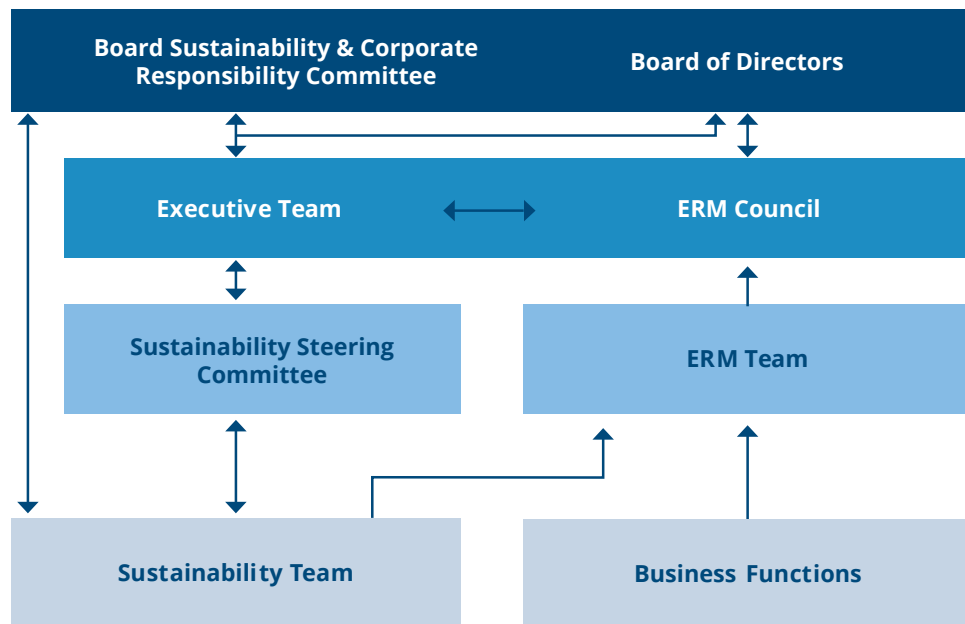 Board Sustainability & Corporate
Responsibility Committee
Board of Directors
Executive Team
ERM Council
Sustainability Steering
Committee
ERM Team
Sustainability Team
Business Functions